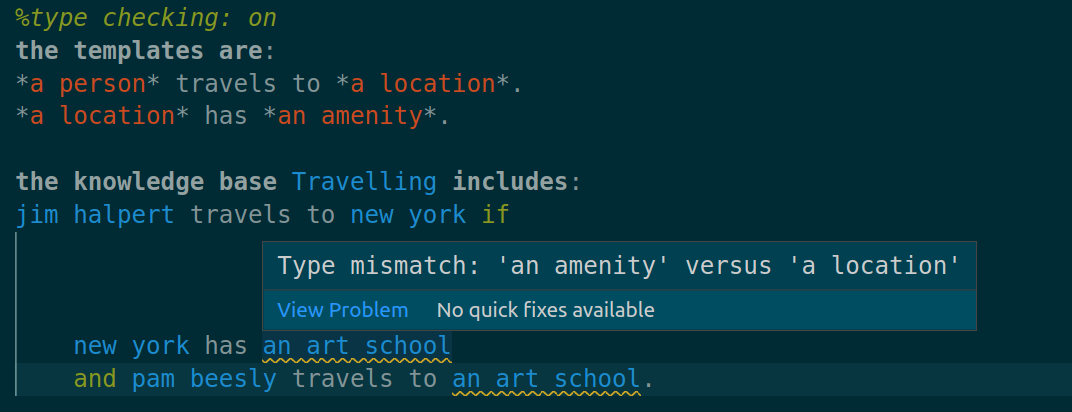 %type checking: on
the templates are:
*a person* travels to *a location*.
*a location* has *an amenity*.
the knowledge base Travelling includes:
jim halpert travels to new york if
Type mismatch: 'an amenity' versus 'a location'
View Problem No quick fixes available
new york has an art school
and pam beesly travels to an art school.